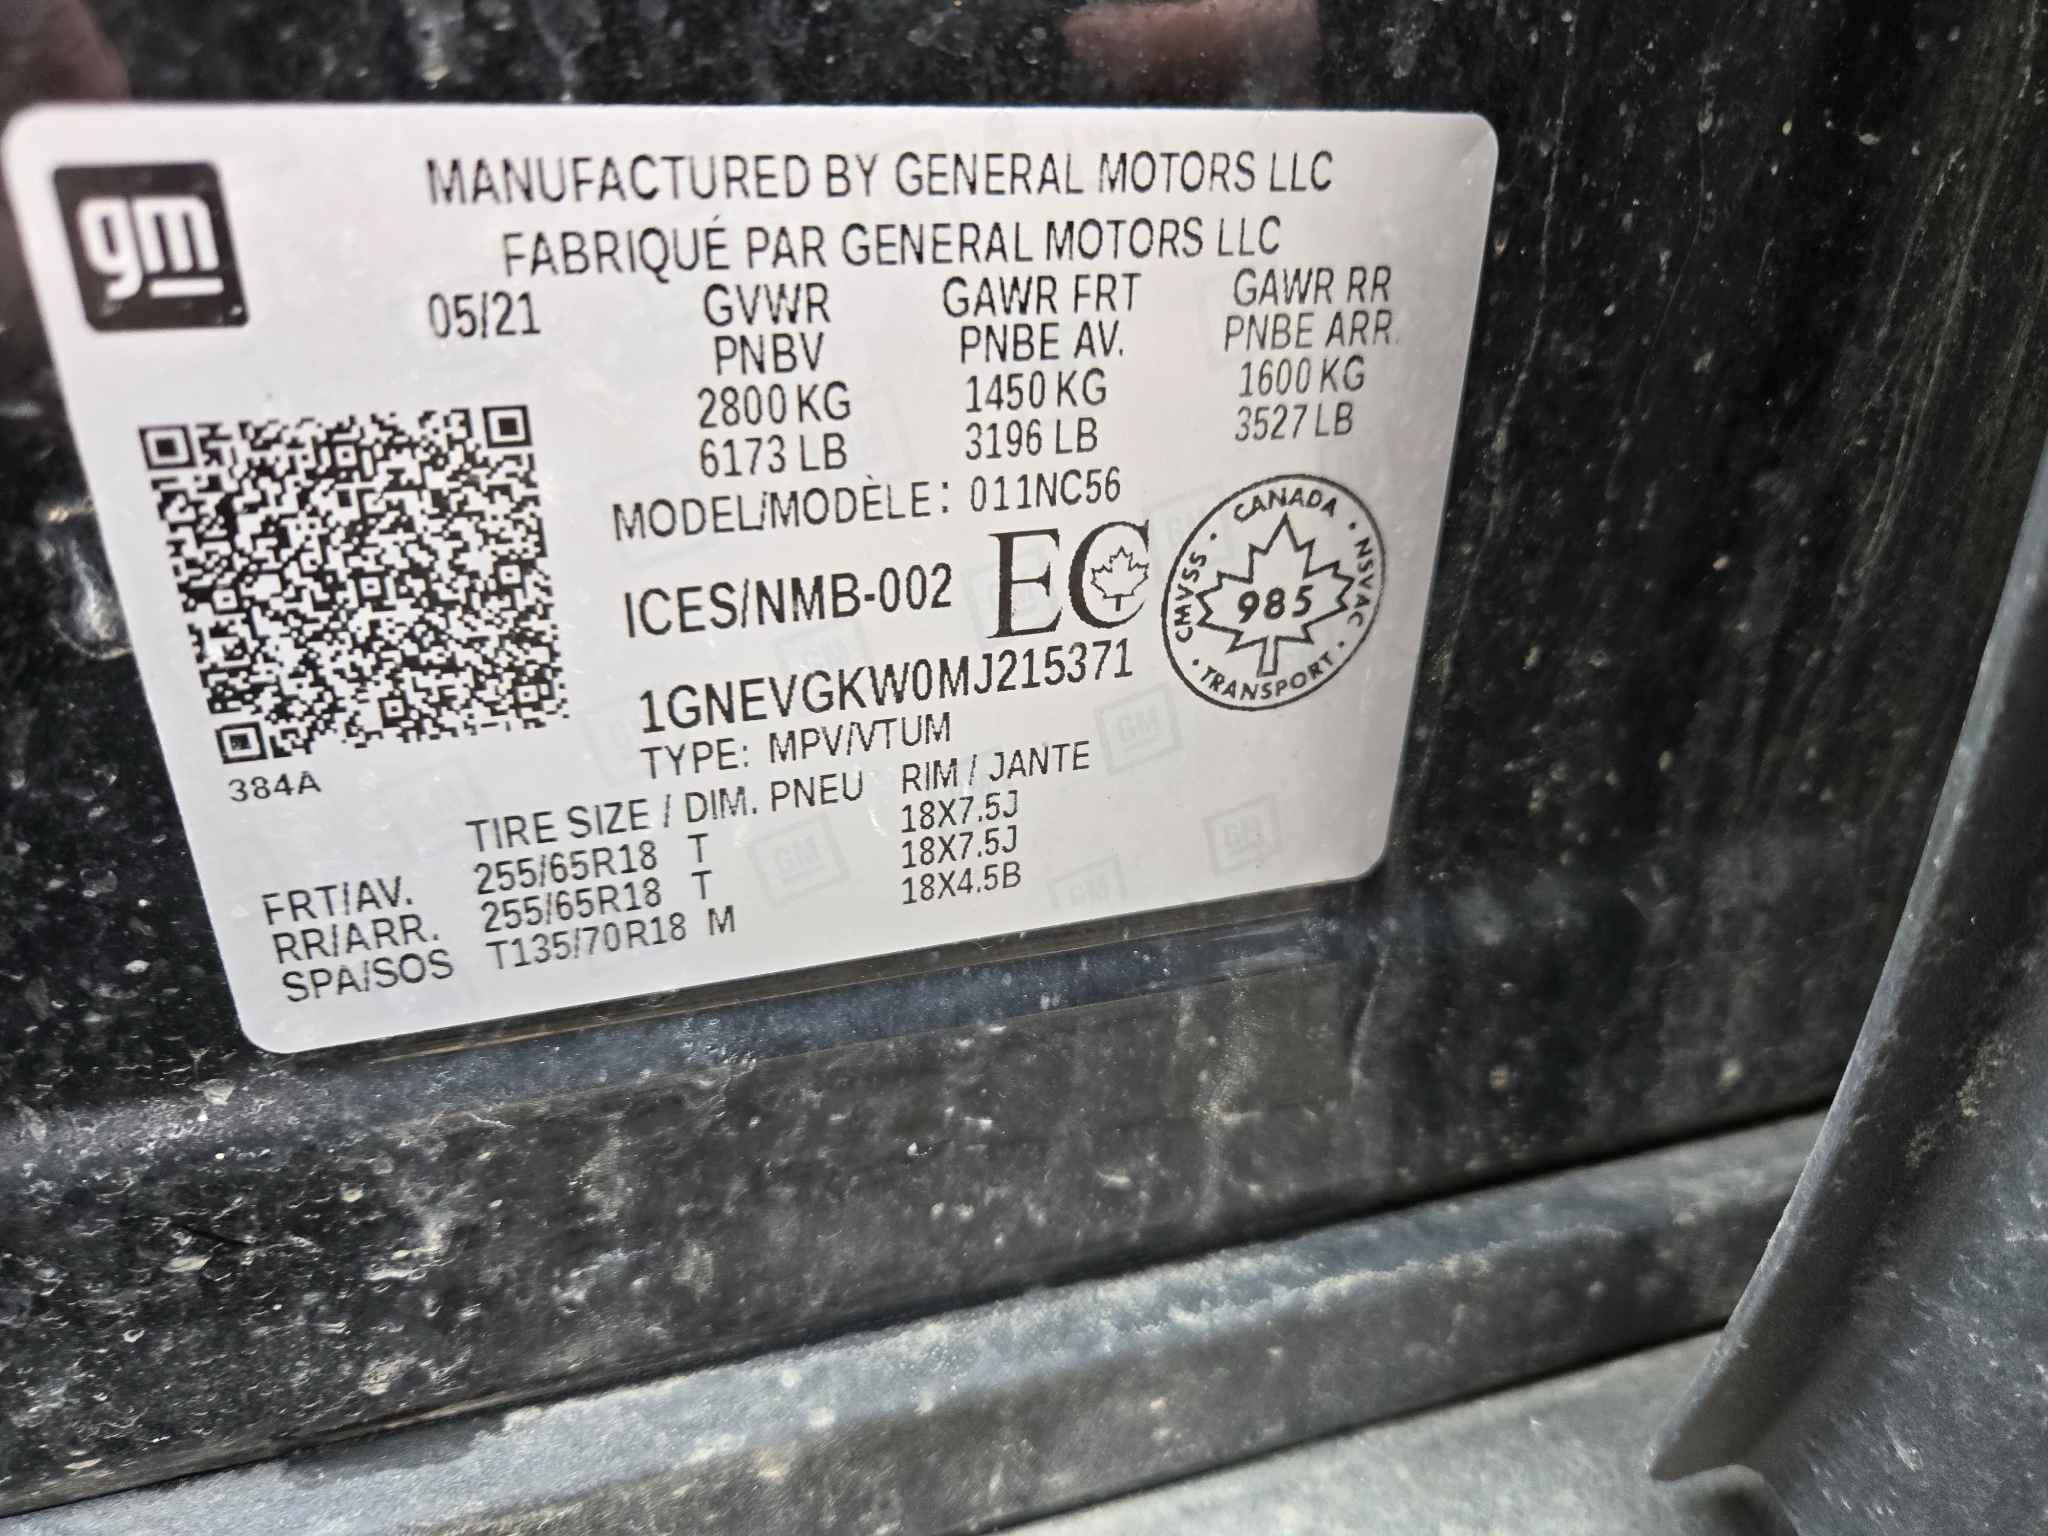 gm
MANUFACTURED BY GENERAL MOTORS LLC
FABRIQUÉ PAR GENERAL MOTORS LLC
05/21 GVWR GAWR FRT GAWR RR
PNBV PNBE AV. PNBE ARR.
2800 KG 1450 KG 1600 KG
6173 LB 3196 LB 3527 LB
MODEL/MODÈLE: 011NC56
ICES/NMB-002 EC
CANADA · NSVAC · TRANSPORT · CMVSS ·
985
1GNEVGKW0MJ215371
TYPE: MPV/VTUM
384A
TIRE SIZE / DIM. PNEU RIM / JANTE
FRT/AV. 255/65R18 T 18X7.5J
RR/ARR. 255/65R18 T 18X7.5J
SPA/SOS T135/70R18 M 18X4.5B
GM
GM
GM
GM